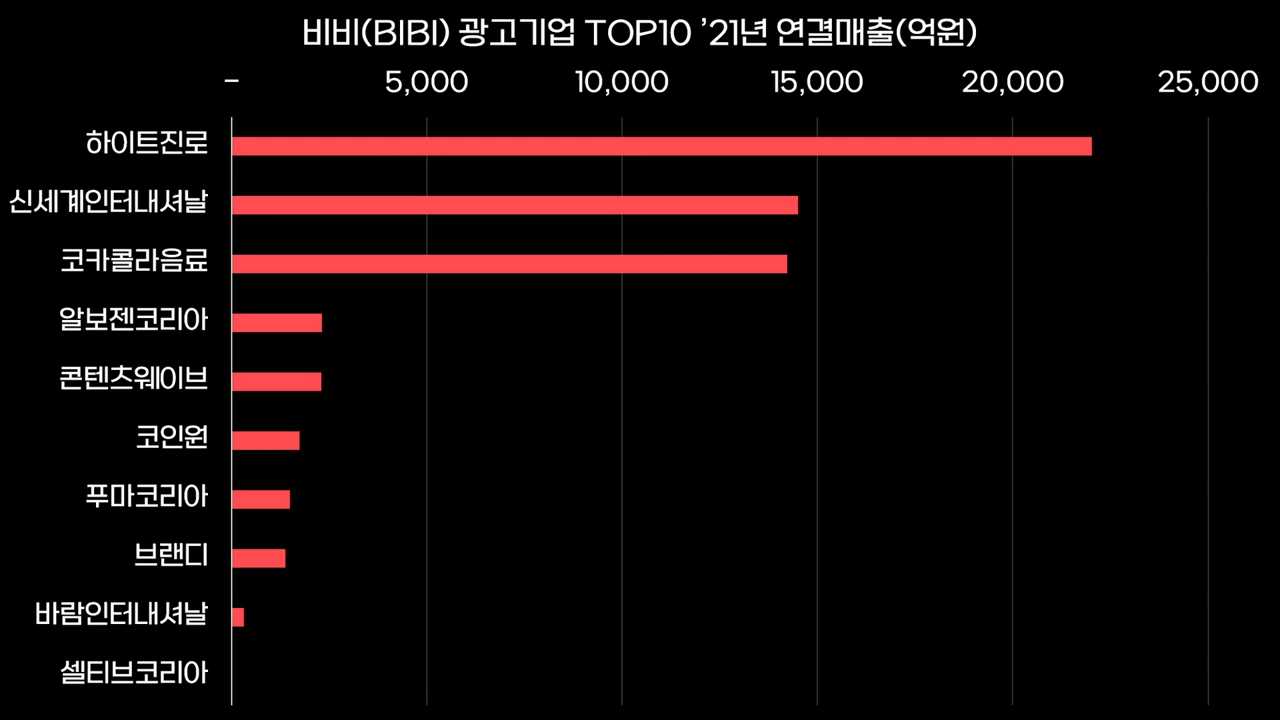 비비(BIBI) 광고기업 TOP10 ’21년 연결매출(억원)
– 5,000 10,000 15,000 20,000 25,000
하이트진로
신세계인터내셔날
코카콜라음료
알보젠코리아
콘텐츠웨이브
코인원
푸마코리아
브랜디
바람인터내셔날
셀티브코리아